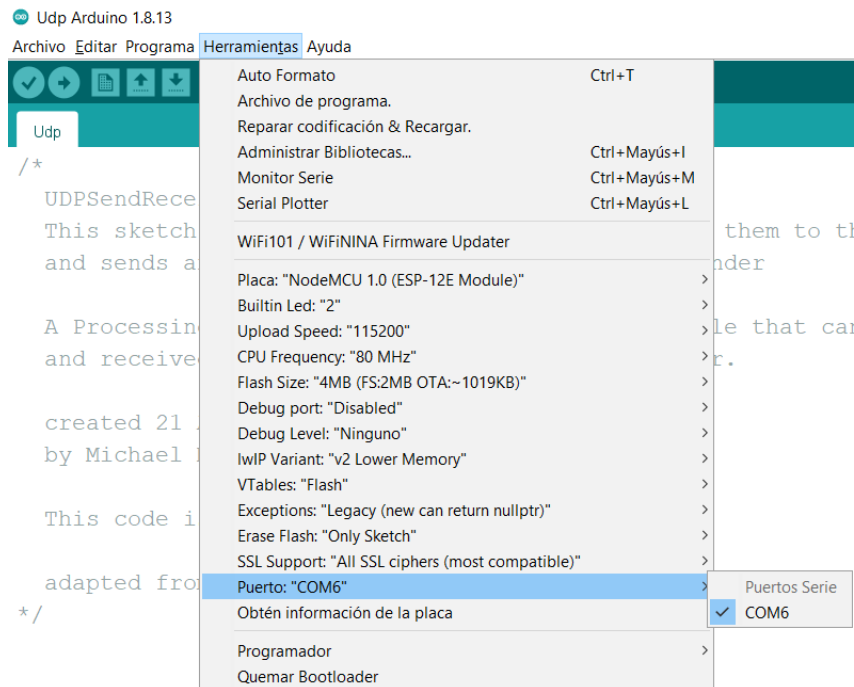 Udp Arduino 1.8.13
Archivo Editar Programa Herramientas Ayuda
Udp
Auto Formato Ctrl+T
Archivo de programa.
Reparar codificación & Recargar.
Administrar Bibliotecas... Ctrl+Mayús+I
Monitor Serie Ctrl+Mayús+M
Serial Plotter Ctrl+Mayús+L
WiFi101 / WiFiNINA Firmware Updater
Placa: "NodeMCU 1.0 (ESP-12E Module)"
Builtin Led: "2"
Upload Speed: "115200"
CPU Frequency: "80 MHz"
Flash Size: "4MB (FS:2MB OTA:~1019KB)"
Debug port: "Disabled"
Debug Level: "Ninguno"
lwIP Variant: "v2 Lower Memory"
VTables: "Flash"
Exceptions: "Legacy (new can return nullptr)"
Erase Flash: "Only Sketch"
SSL Support: "All SSL ciphers (most compatible)"
Puerto: "COM6"
Obtén información de la placa
Programador
Quemar Bootloader
Puertos Serie
COM6
/*
UDPSendRece
This sketch them to th
and sends a nder
A Processin le that can
and receive r.
created 21
by Michael
This code i
adapted fro
*/